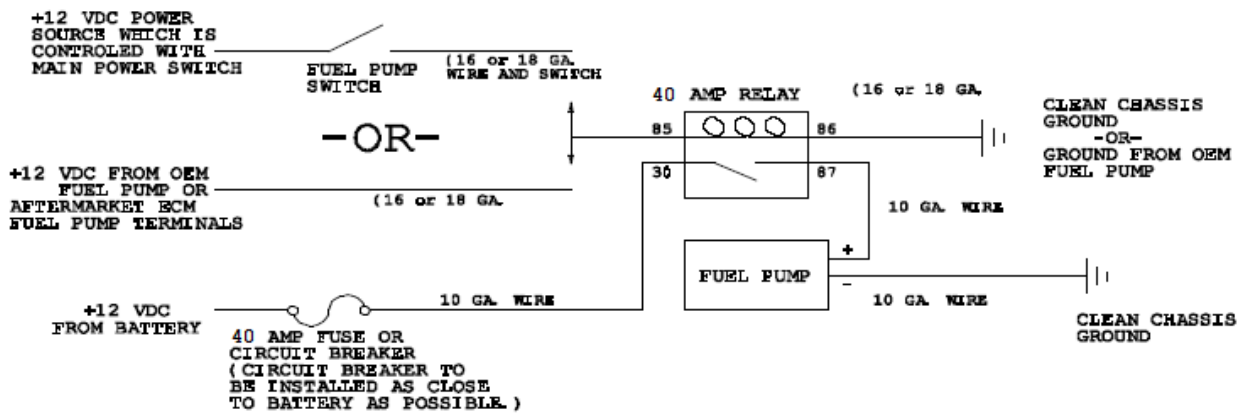 +12 VDC POWER
SOURCE WHICH IS
CONTROLED WITH
MAIN POWER SWITCH
FUEL PUMP
SWITCH
(16 or 18 GA.
WIRE AND SWITCH
-OR-
+12 VDC FROM OEM
FUEL PUMP OR
AFTERMARKET ECM
FUEL PUMP TERMINALS
(16 or 18 GA.
40 AMP RELAY
85
86
30
87
(16 or 18 GA.
CLEAN CHASSIS
GROUND
-OR-
GROUND FROM OEM
FUEL PUMP
10 GA. WIRE
FUEL PUMP
+
-
10 GA. WIRE
CLEAN CHASSIS
GROUND
+12 VDC
FROM BATTERY
10 GA. WIRE
40 AMP FUSE OR
CIRCUIT BREAKER
( CIRCUIT BREAKER TO
BE INSTALLED AS CLOSE
TO BATTERY AS POSSIBLE. )